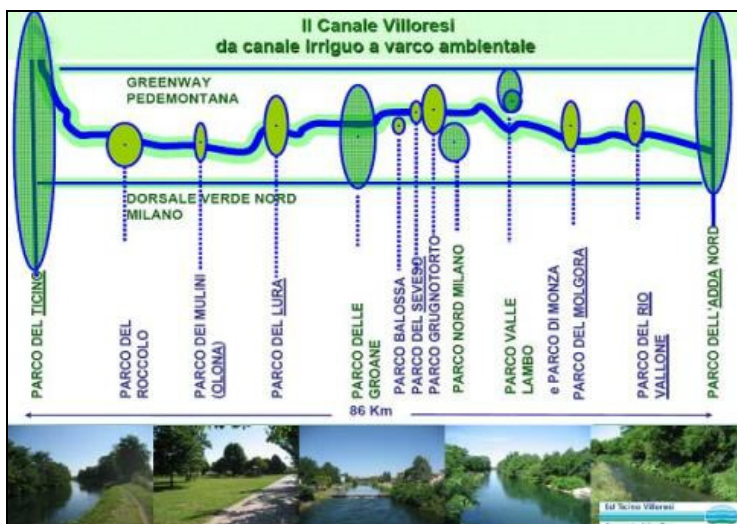 Il Canale Villoresi
da canale irriguo a varco ambientale
GREENWAY
PEDEMONTANA
DORSALE VERDE NORD
MILANO
PARCO DEL TICINO
PARCO DEL
ROCCOLO
PARCO DEI MULINI
(OLONA)
PARCO DEL LURA
PARCO DELLE
GROANE
PARCO BALOSSA
PARCO DEL SEVESO
PARCO GRUGNOTORTO
PARCO NORD MILANO
PARCO VALLE
LAMBO
e PARCO DI MONZA
PARCO DEL MOLGORA
PARCO DEL RIO
VALLONE
PARCO DELL'ADDA NORD
86 Km
Est Ticino Villoresi